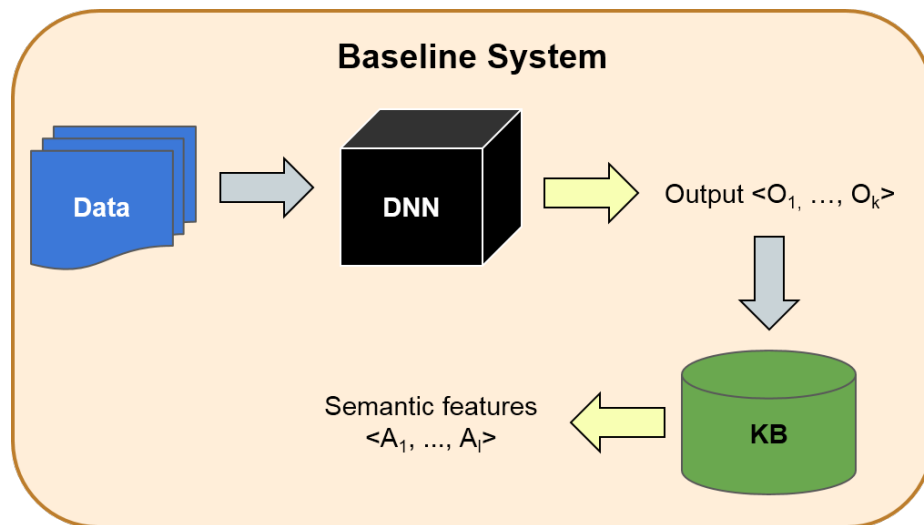 Baseline System
Data
DNN
Output <O₁, …, Oₖ>
Semantic features
<A₁, ..., Aₗ>
KB